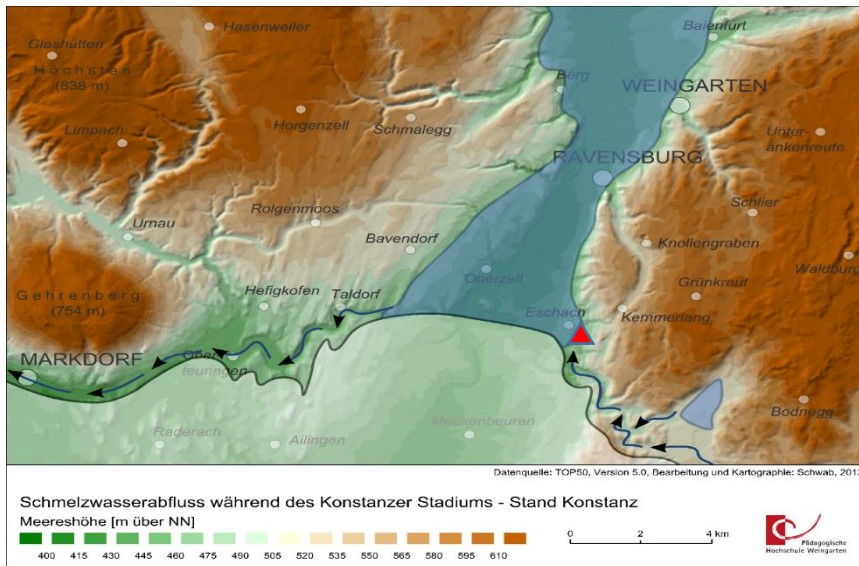 Hasenweiler
Baienfurt
Glashütten
Höchsten
(838 m)
Berg
WEINGARTEN
Horgenzell
Schmalegg
Limpach
Unter-
ankenreute
RAVENSBURG
Schlier
Urnau
Rolgenmoos
Bavendorf
Knollengraben
Waldburg
Oberzell
Grünkraut
Gehrenberg
(754 m)
Hefigkofen
Taldorf
Eschach
Kemmerlang
MARKDORF
Ober-
teuringen
Bodnegg
Raderach
Ailingen
Meckenbeuren
Datenquelle: TOP50, Version 5.0, Bearbeitung und Kartographie: Schwab, 2013
Schmelzwasserabfluss während des Konstanzer Stadiums - Stand Konstanz
Meereshöhe [m über NN]
400 415 430 445 460 475 490 505 520 535 550 565 580 595 610
0 2 4 km
Pädagogische
Hochschule Weingarten